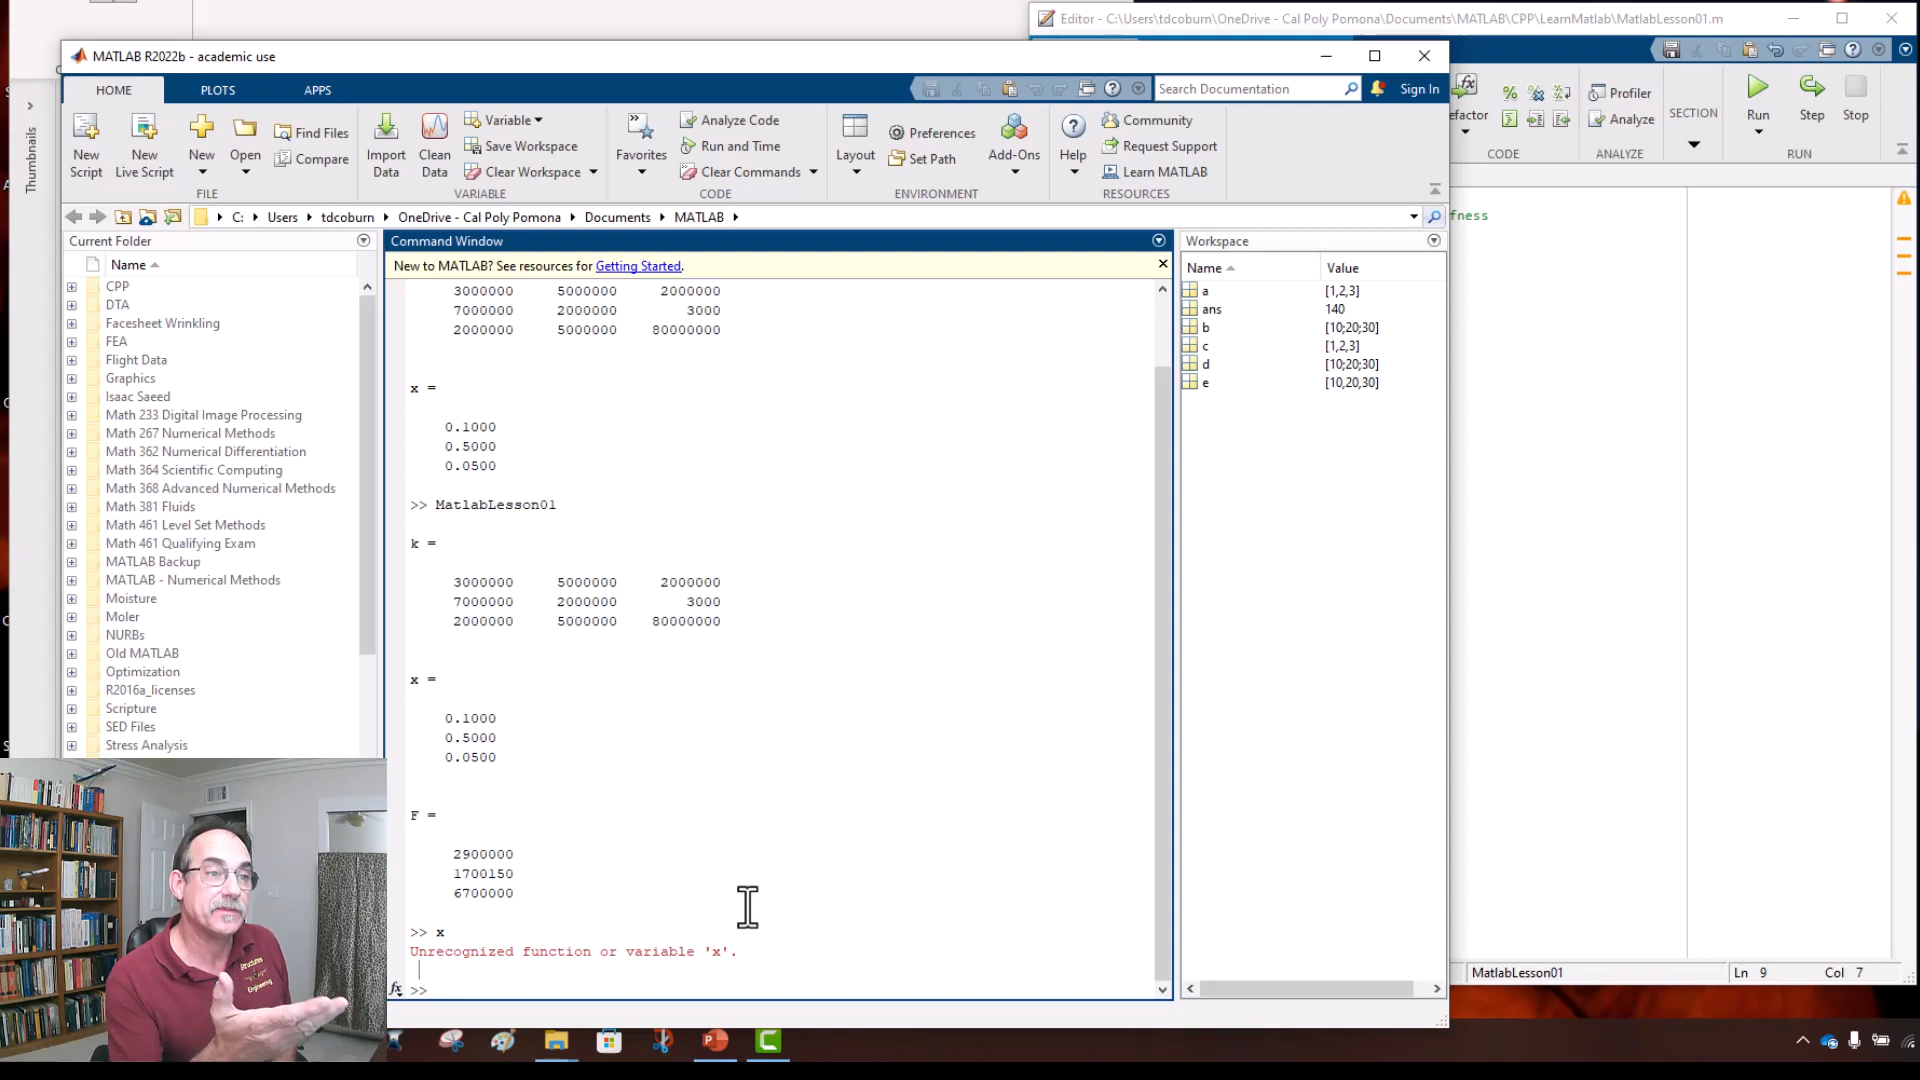 Editor - C:\Users\tdcoburn\OneDrive - Cal Poly Pomona\Documents\MATLAB\CPP\LearnMatlab\MatlabLesson01.m
MATLAB R2022b - academic use
HOME PLOTS APPS
Search Documentation
Sign In
New Script
New Live Script
New
Open
Find Files
Compare
FILE
Import Data
Clean Data
Variable
Save Workspace
Clear Workspace
VARIABLE
Favorites
Analyze Code
Run and Time
Clear Commands
CODE
Layout
Preferences
Set Path
Add-Ons
ENVIRONMENT
Help
Community
Request Support
Learn MATLAB
RESOURCES
Profiler
Analyze
CODE
ANALYZE
SECTION
Run
Step
Stop
RUN
Thumbnails
C: Users tdcoburn OneDrive - Cal Poly Pomona Documents MATLAB
Current Folder
Name
CPP
DTA
Facesheet Wrinkling
FEA
Flight Data
Graphics
Isaac Saeed
Math 233 Digital Image Processing
Math 267 Numerical Methods
Math 362 Numerical Differentiation
Math 364 Scientific Computing
Math 368 Advanced Numerical Methods
Math 381 Fluids
Math 461 Level Set Methods
Math 461 Qualifying Exam
MATLAB Backup
MATLAB - Numerical Methods
Moisture
Moler
NURBs
Old MATLAB
Optimization
R2016a_licenses
Scripture
SED Files
Stress Analysis
Command Window
New to MATLAB? See resources for Getting Started.
3000000 5000000 2000000
7000000 2000000 3000
2000000 5000000 80000000
x =
0.1000
0.5000
0.0500
>> MatlabLesson01
k =
3000000 5000000 2000000
7000000 2000000 3000
2000000 5000000 80000000
x =
0.1000
0.5000
0.0500
F =
2900000
1700150
6700000
>> x
Unrecognized function or variable 'x'.
fx >>
Workspace
Name Value
a [1,2,3]
ans 140
b [10;20;30]
c [1,2,3]
d [10;20;30]
e [10,20,30]
MatlabLesson01
Ln 9 Col 7
Structures
Engineering